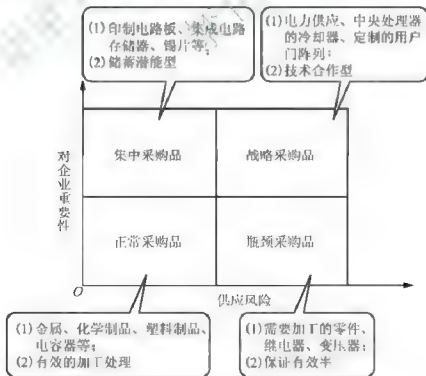 (1) 印制电路板、集成电路
存储器、锡片等；
(2) 储蓄潜能型
(1) 电力供应、中央处理器
的冷却器、定制的用户
门阵列；
(2) 技术合作型
对企业重要性
集中采购品
战略采购品
正常采购品
瓶颈采购品
O
供应风险
(1) 金属、化学制品、塑料制品、
电容器等；
(2) 有效的加工处理
(1) 需要加工的零件、
继电器、变压器；
(2) 保证有效率